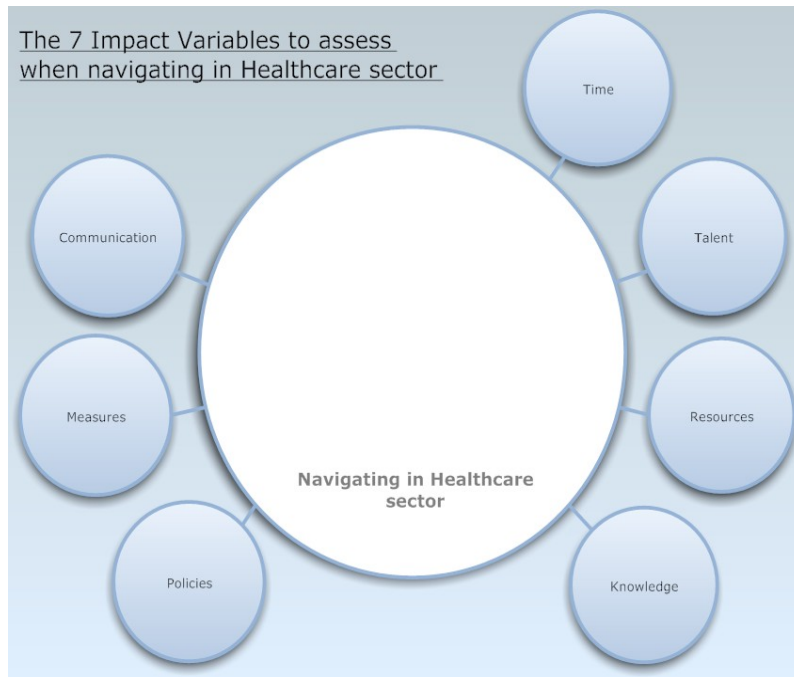 The 7 Impact Variables to assess
when navigating in Healthcare sector
Time
Communication
Talent
Measures
Resources
Navigating in Healthcare
sector
Policies
Knowledge